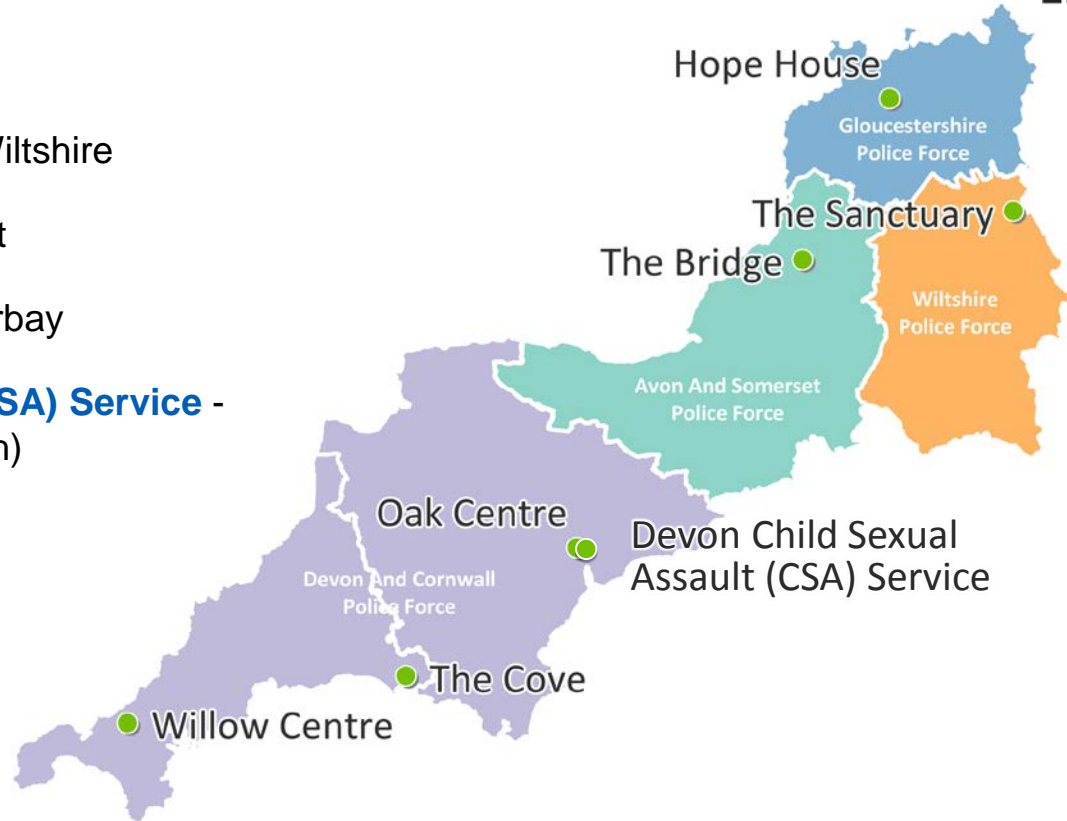 Hope House
Gloucestershire
Police Force
The Sanctuary
The Bridge
Wiltshire
Police Force
Avon And Somerset
Police Force
Oak Centre
Devon Child Sexual
Assault (CSA) Service
Devon And Cornwall
Police Force
The Cove
Willow Centre
Wiltshire
SA) Service -